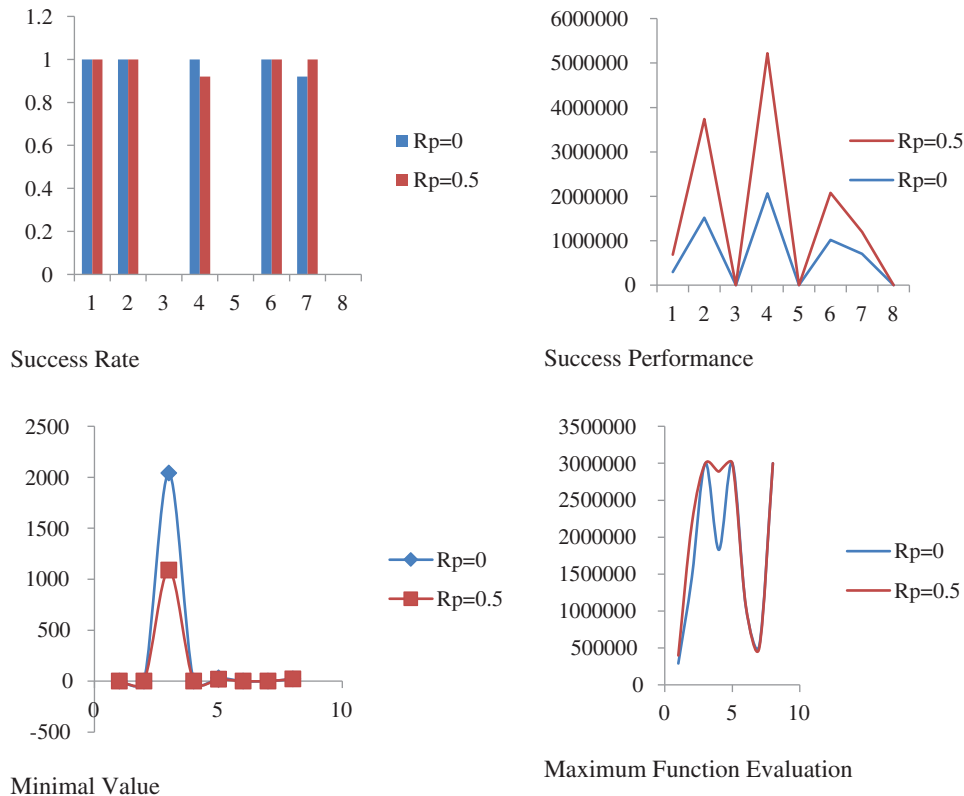 1.2
1
0.8
0.6
0.4
0.2
0
1 2 3 4 5 6 7 8
Rp=0
Rp=0.5
Success Rate
6000000
5000000
4000000
3000000
2000000
1000000
0
1 2 3 4 5 6 7 8
Rp=0.5
Rp=0
Success Performance
2500
2000
1500
1000
500
0
-500
0 5 10
Rp=0
Rp=0.5
Minimal Value
3500000
3000000
2500000
2000000
1500000
1000000
500000
0
0 5 10
Rp=0
Rp=0.5
Maximum Function Evaluation